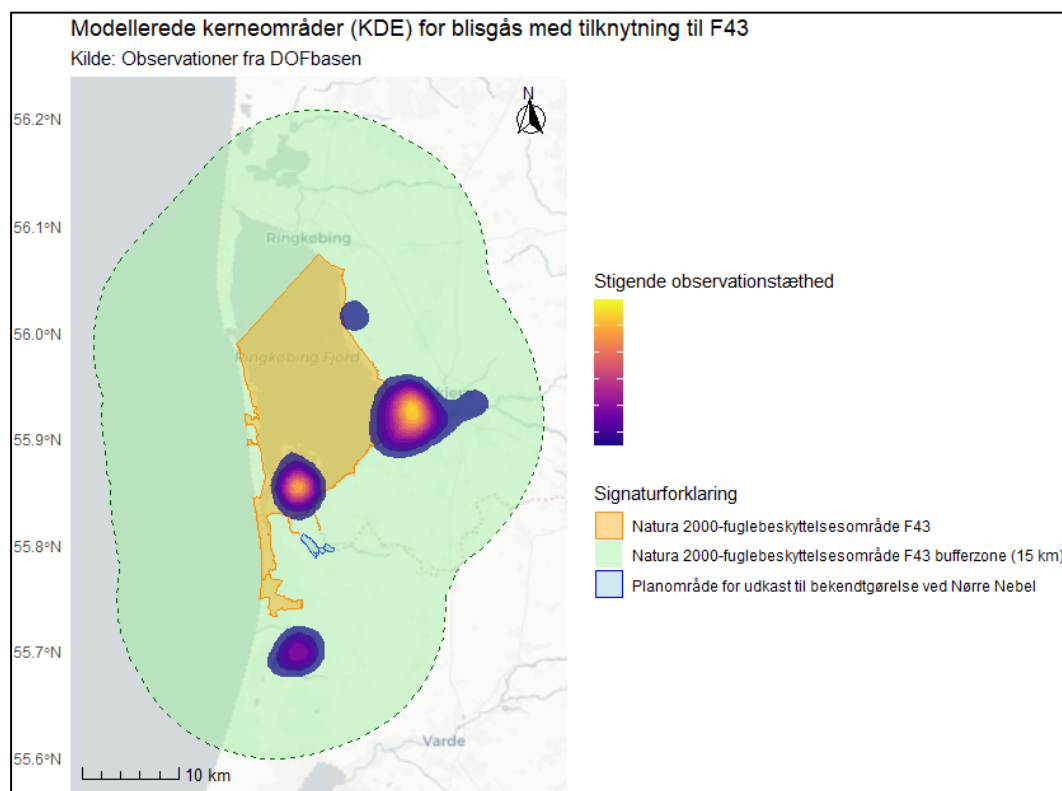 Modellerede kerneområder (KDE) for blisgås med tilknytning til F43
Kilde: Observationer fra DOFbasen
N
56.2°N
56.1°N
56.0°N
55.9°N
55.8°N
55.7°N
55.6°N
Ringkøbing
Ringkøbing Fjord
Varde
10 km
Stigende observationstæthed
Signaturforklaring
Natura 2000-fuglebeskyttelsesområde F43
Natura 2000-fuglebeskyttelsesområde F43 bufferzone (15 km)
Planområde for udkast til bekendtgørelse ved Nørre Nebel